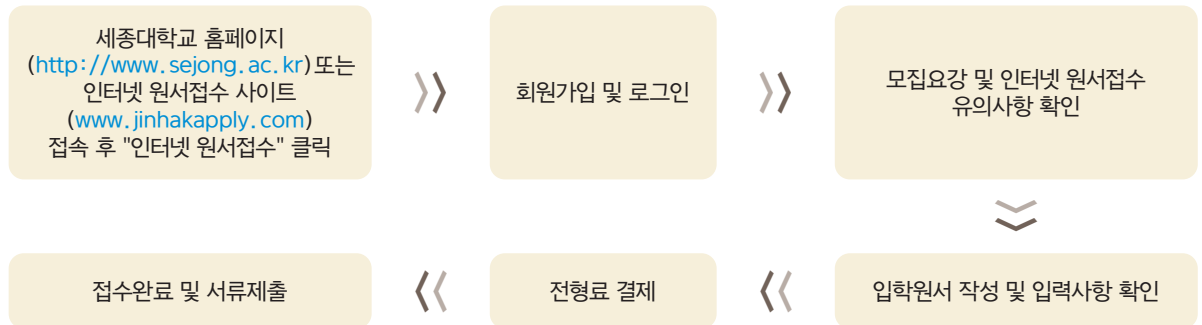 세종대학교 홈페이지
(http://www.sejong.ac.kr) 또는
인터넷 원서접수 사이트
(www.jinhakapply.com)
접속 후 "인터넷 원서접수" 클릭
회원가입 및 로그인
모집요강 및 인터넷 원서접수
유의사항 확인
입학원서 작성 및 입력사항 확인
전형료 결제
접수완료 및 서류제출